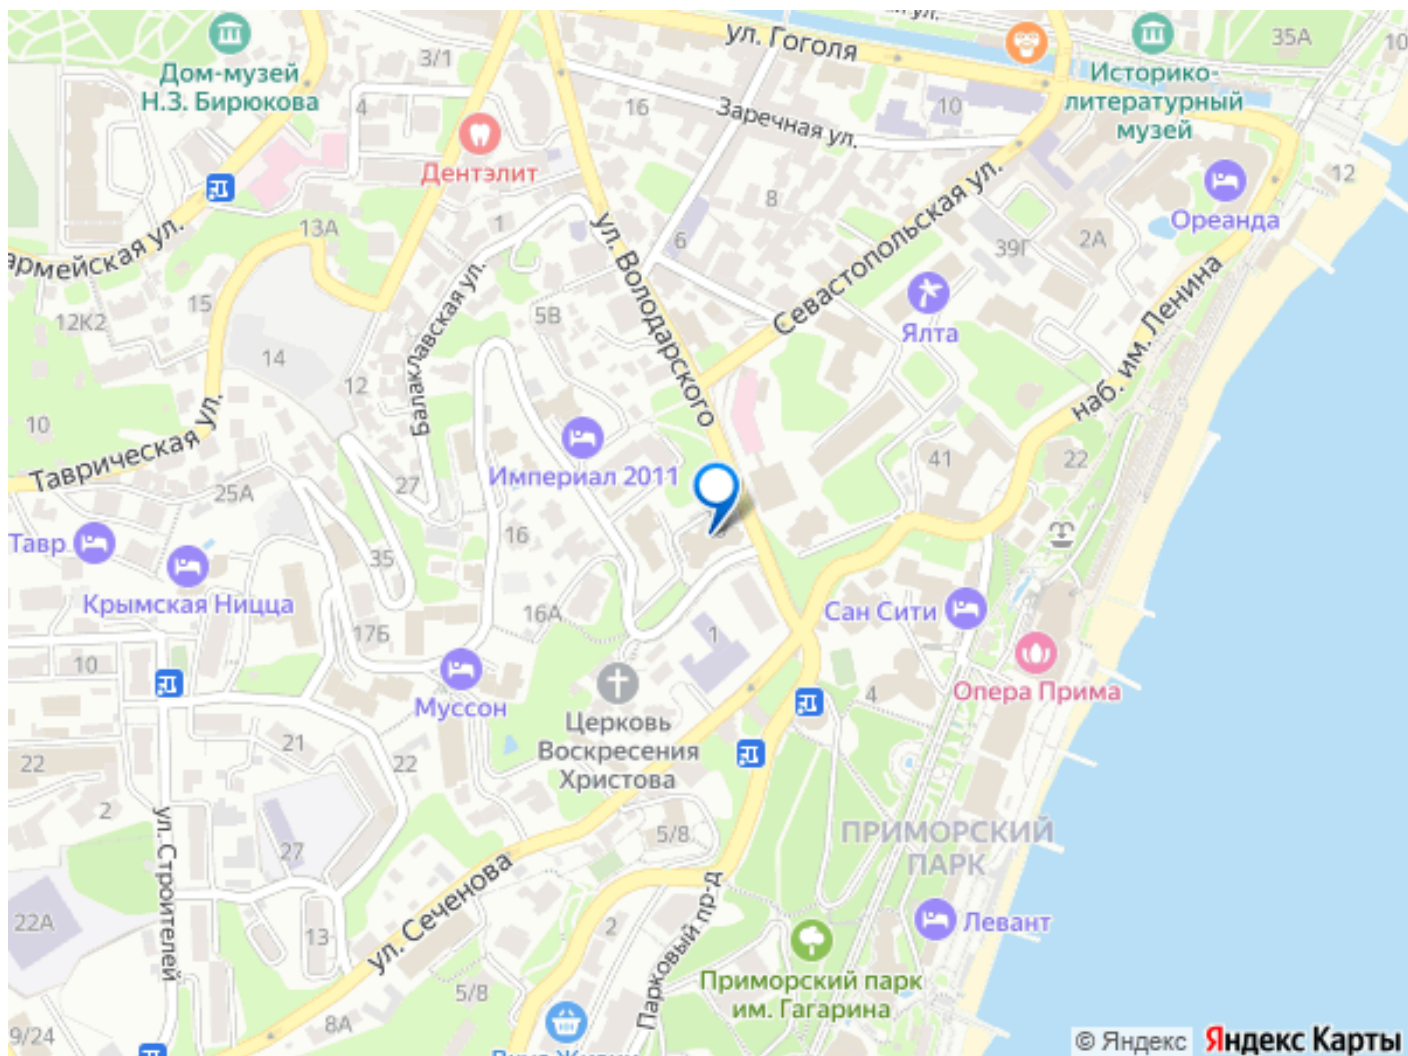 ул. Гоголя
35А
10
3/1
Дом-музей
Н.З. Бирюкова
4
16
Заречная ул.
10
Историко-
литературный
музей
Дентэлит
12
8
Ореанда
13А
1
ул. Володарского
6
Севастопольская ул.
39Г
2А
армейская ул.
15
12К2
5В
Балаклавская ул.
Ялта
наб. им. Ленина
14
12
10
Таврическая ул.
25А
27
Империал 2011
41
22
Тавр
16
35
Крымская Ницца
16А
17Б
1
Сан Сити
10
4
Опера Прима
Муссон
Церковь
Воскресения
Христова
21
22
22
2
27
ул. Строителей
5/8
ПРИМОРСКИЙ
ПАРК
ул. Сеченова
22А
13
2
Парковый пр-д
Левант
Приморский парк
им. Гагарина
5/8
8А
9/24
© Яндекс
Яндекс Карты